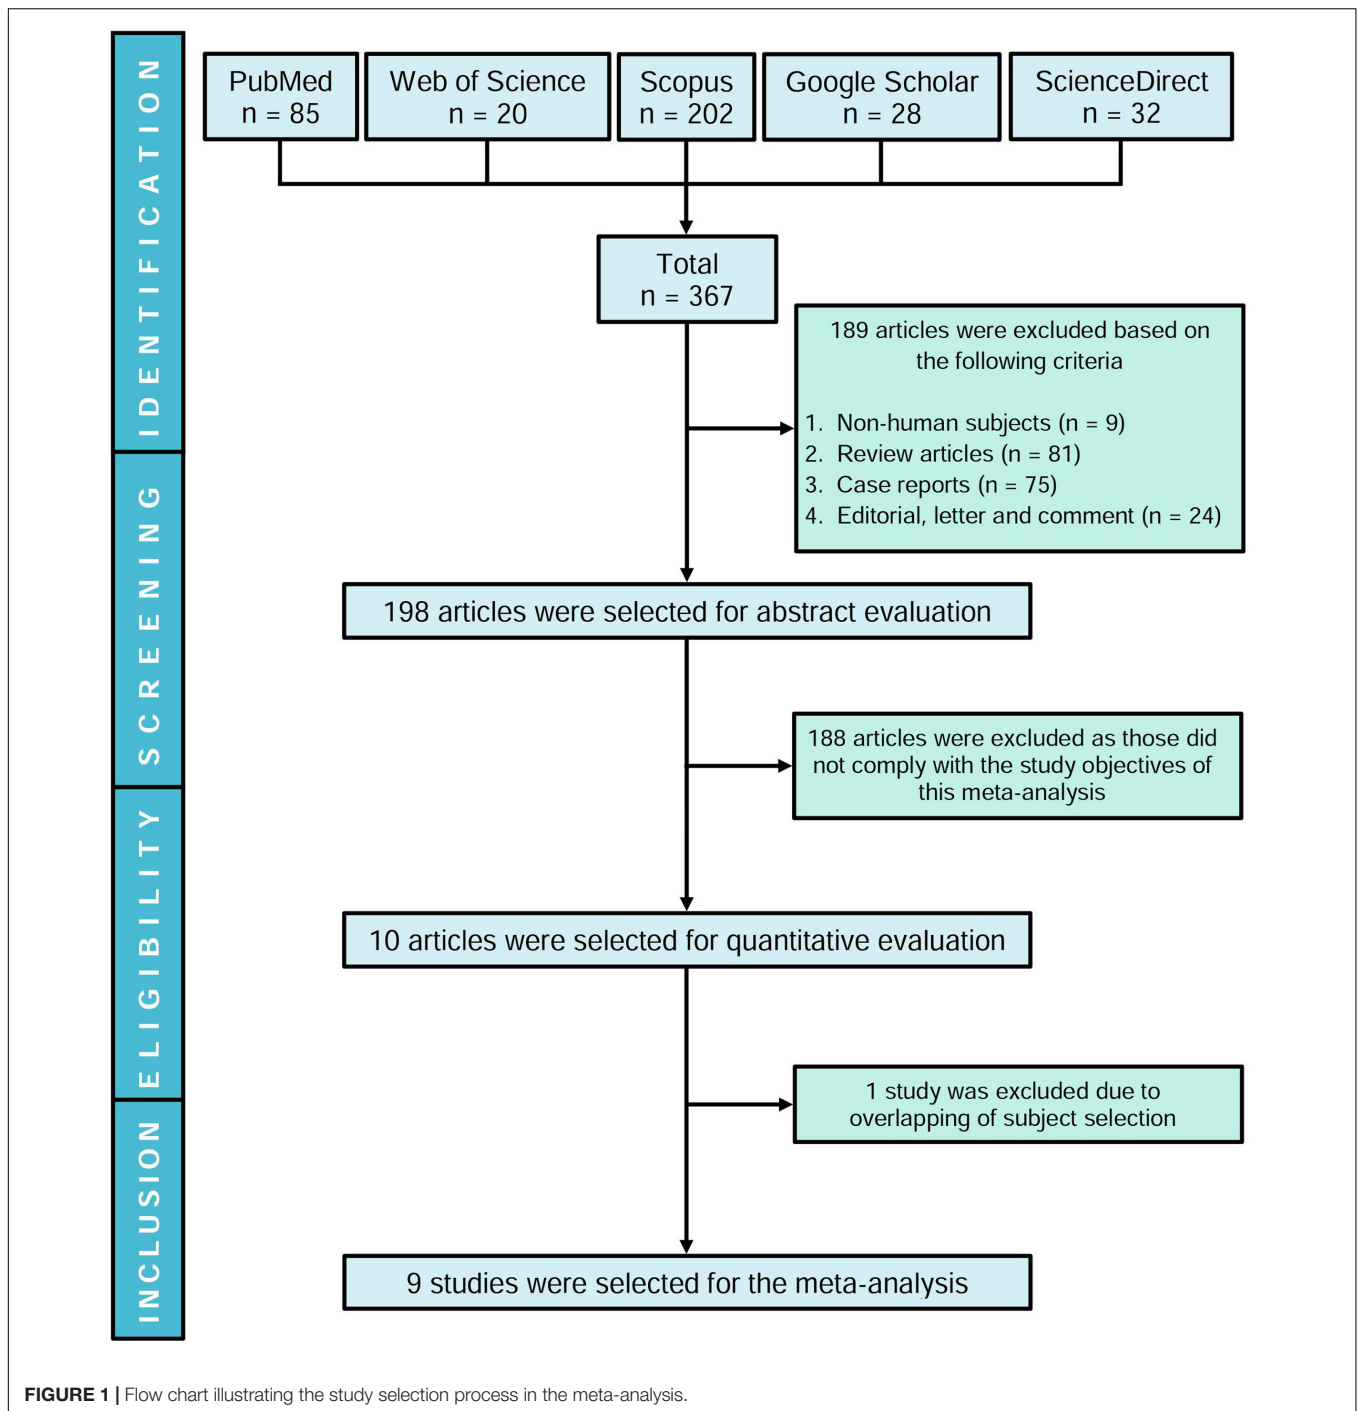 IDENTIFICATION
PubMed
n = 85
Web of Science
n = 20
Scopus
n = 202
Google Scholar
n = 28
ScienceDirect
n = 32
Total
n = 367
189 articles were excluded based on
the following criteria
1. Non-human subjects (n = 9)
2. Review articles (n = 81)
3. Case reports (n = 75)
4. Editorial, letter and comment (n = 24)
SCREENING
198 articles were selected for abstract evaluation
188 articles were excluded as those did
not comply with the study objectives of
this meta-analysis
ELIGIBILITY
10 articles were selected for quantitative evaluation
1 study was excluded due to
overlapping of subject selection
INCLUSION
9 studies were selected for the meta-analysis
FIGURE 1 | Flow chart illustrating the study selection process in the meta-analysis.